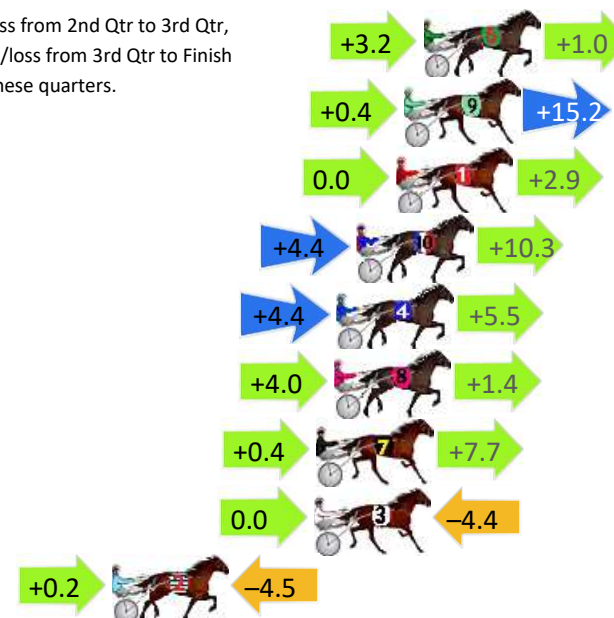 ss from 2nd Qtr to 3rd Qtr,
/loss from 3rd Qtr to Finish
hese quarters.
+3.2 6 +1.0
+0.4 9 +15.2
0.0 1 +2.9
+4.4 10 +10.3
+4.4 4 +5.5
+4.0 8 +1.4
+0.4 7 +7.7
0.0 3 –4.4
+0.2 2 –4.5